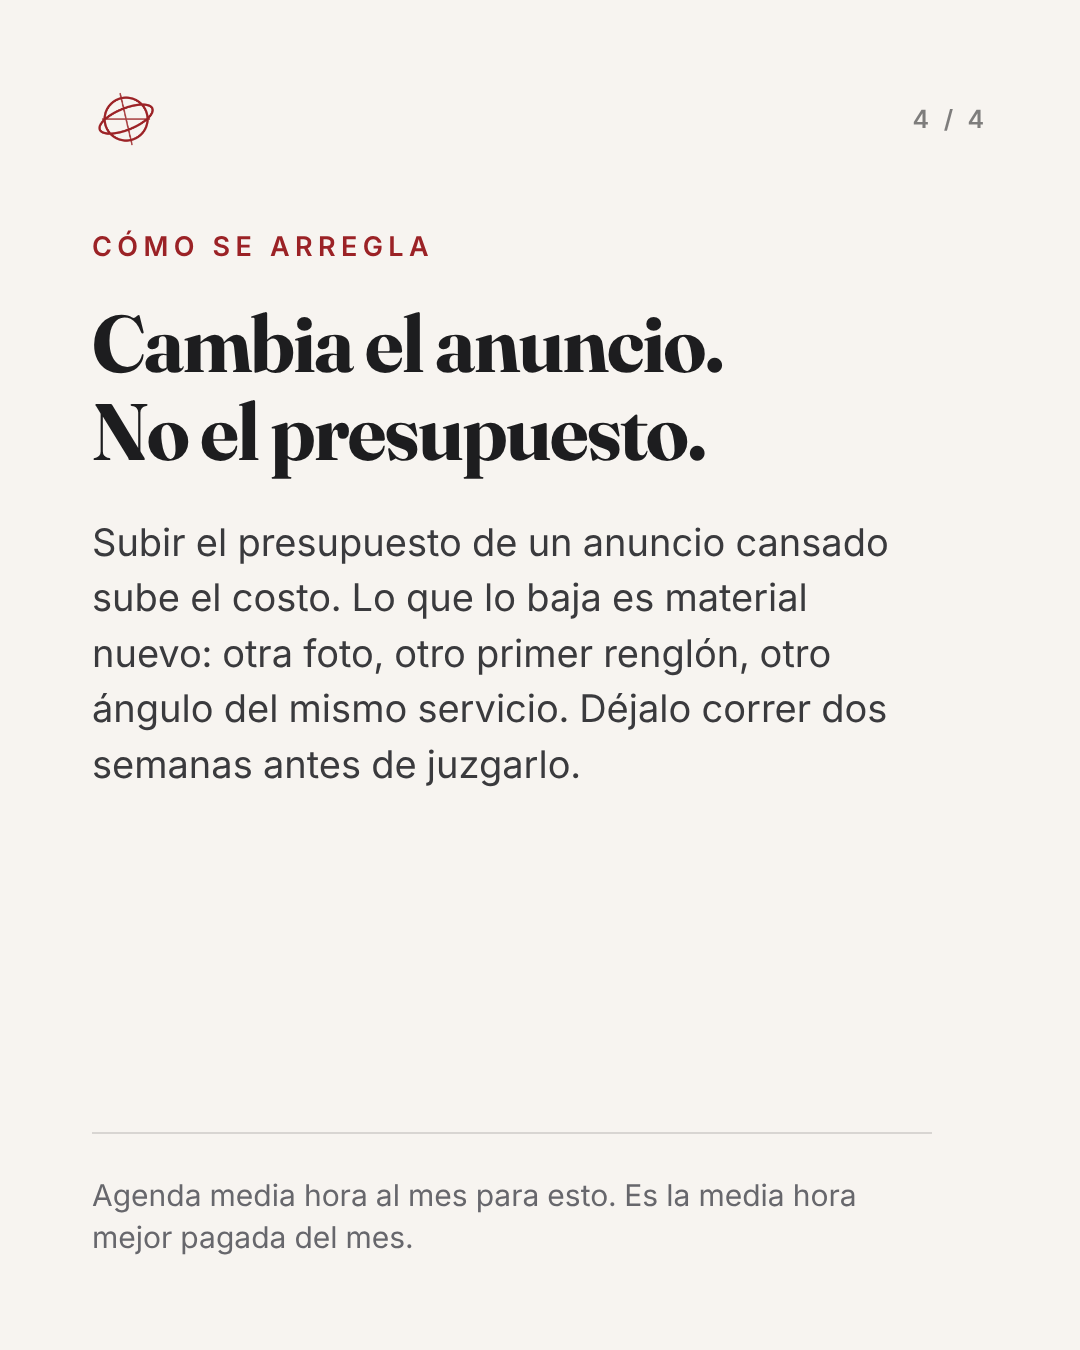 4 / 4
CÓMO SE ARREGLA
Cambia el anuncio.
No el presupuesto.
Subir el presupuesto de un anuncio cansado
sube el costo. Lo que lo baja es material
nuevo: otra foto, otro primer renglón, otro
ángulo del mismo servicio. Déjalo correr dos
semanas antes de juzgarlo.
Agenda media hora al mes para esto. Es la media hora
mejor pagada del mes.